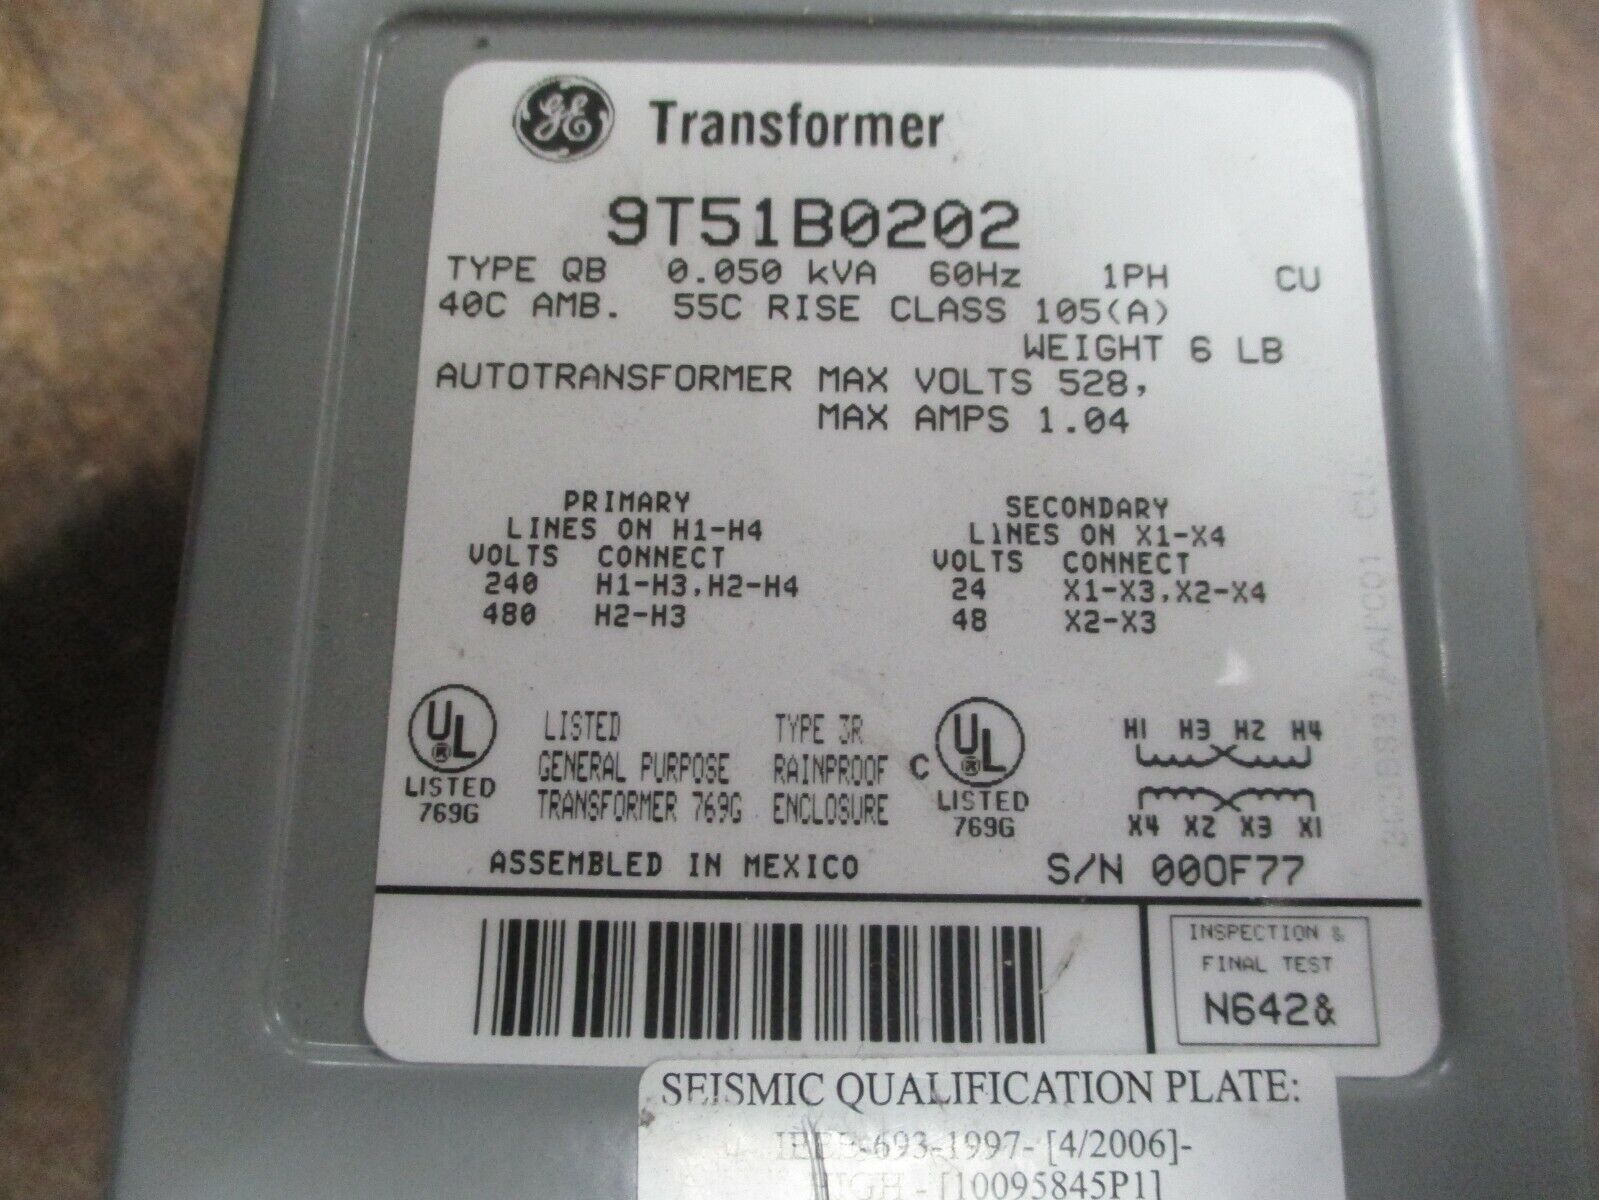 GE Transformer
9T51B0202
TYPE QB 0.050 kVA 60Hz 1PH CU
40C AMB. 55C RISE CLASS 105(A)
WEIGHT 6 LB
AUTOTRANSFORMER MAX VOLTS 528,
MAX AMPS 1.04
PRIMARY
LINES ON H1-H4
VOLTS CONNECT
240 H1-H3,H2-H4
480 H2-H3
SECONDARY
LINES ON X1-X4
VOLTS CONNECT
24 X1-X3,X2-X4
48 X2-X3
UL ®
LISTED
769G
LISTED
GENERAL PURPOSE
TRANSFORMER 769G
TYPE 3R
RAINPROOF
ENCLOSURE
C UL ®
LISTED
769G
H1 H3 H2 H4
X4 X2 X3 X1
ASSEMBLED IN MEXICO
S/N 000F77
INSPECTION &
FINAL TEST
N642&
SEISMIC QUALIFICATION PLATE:
IEEE-693-1997- [4/2006]-
HIGH - [10095845P1]